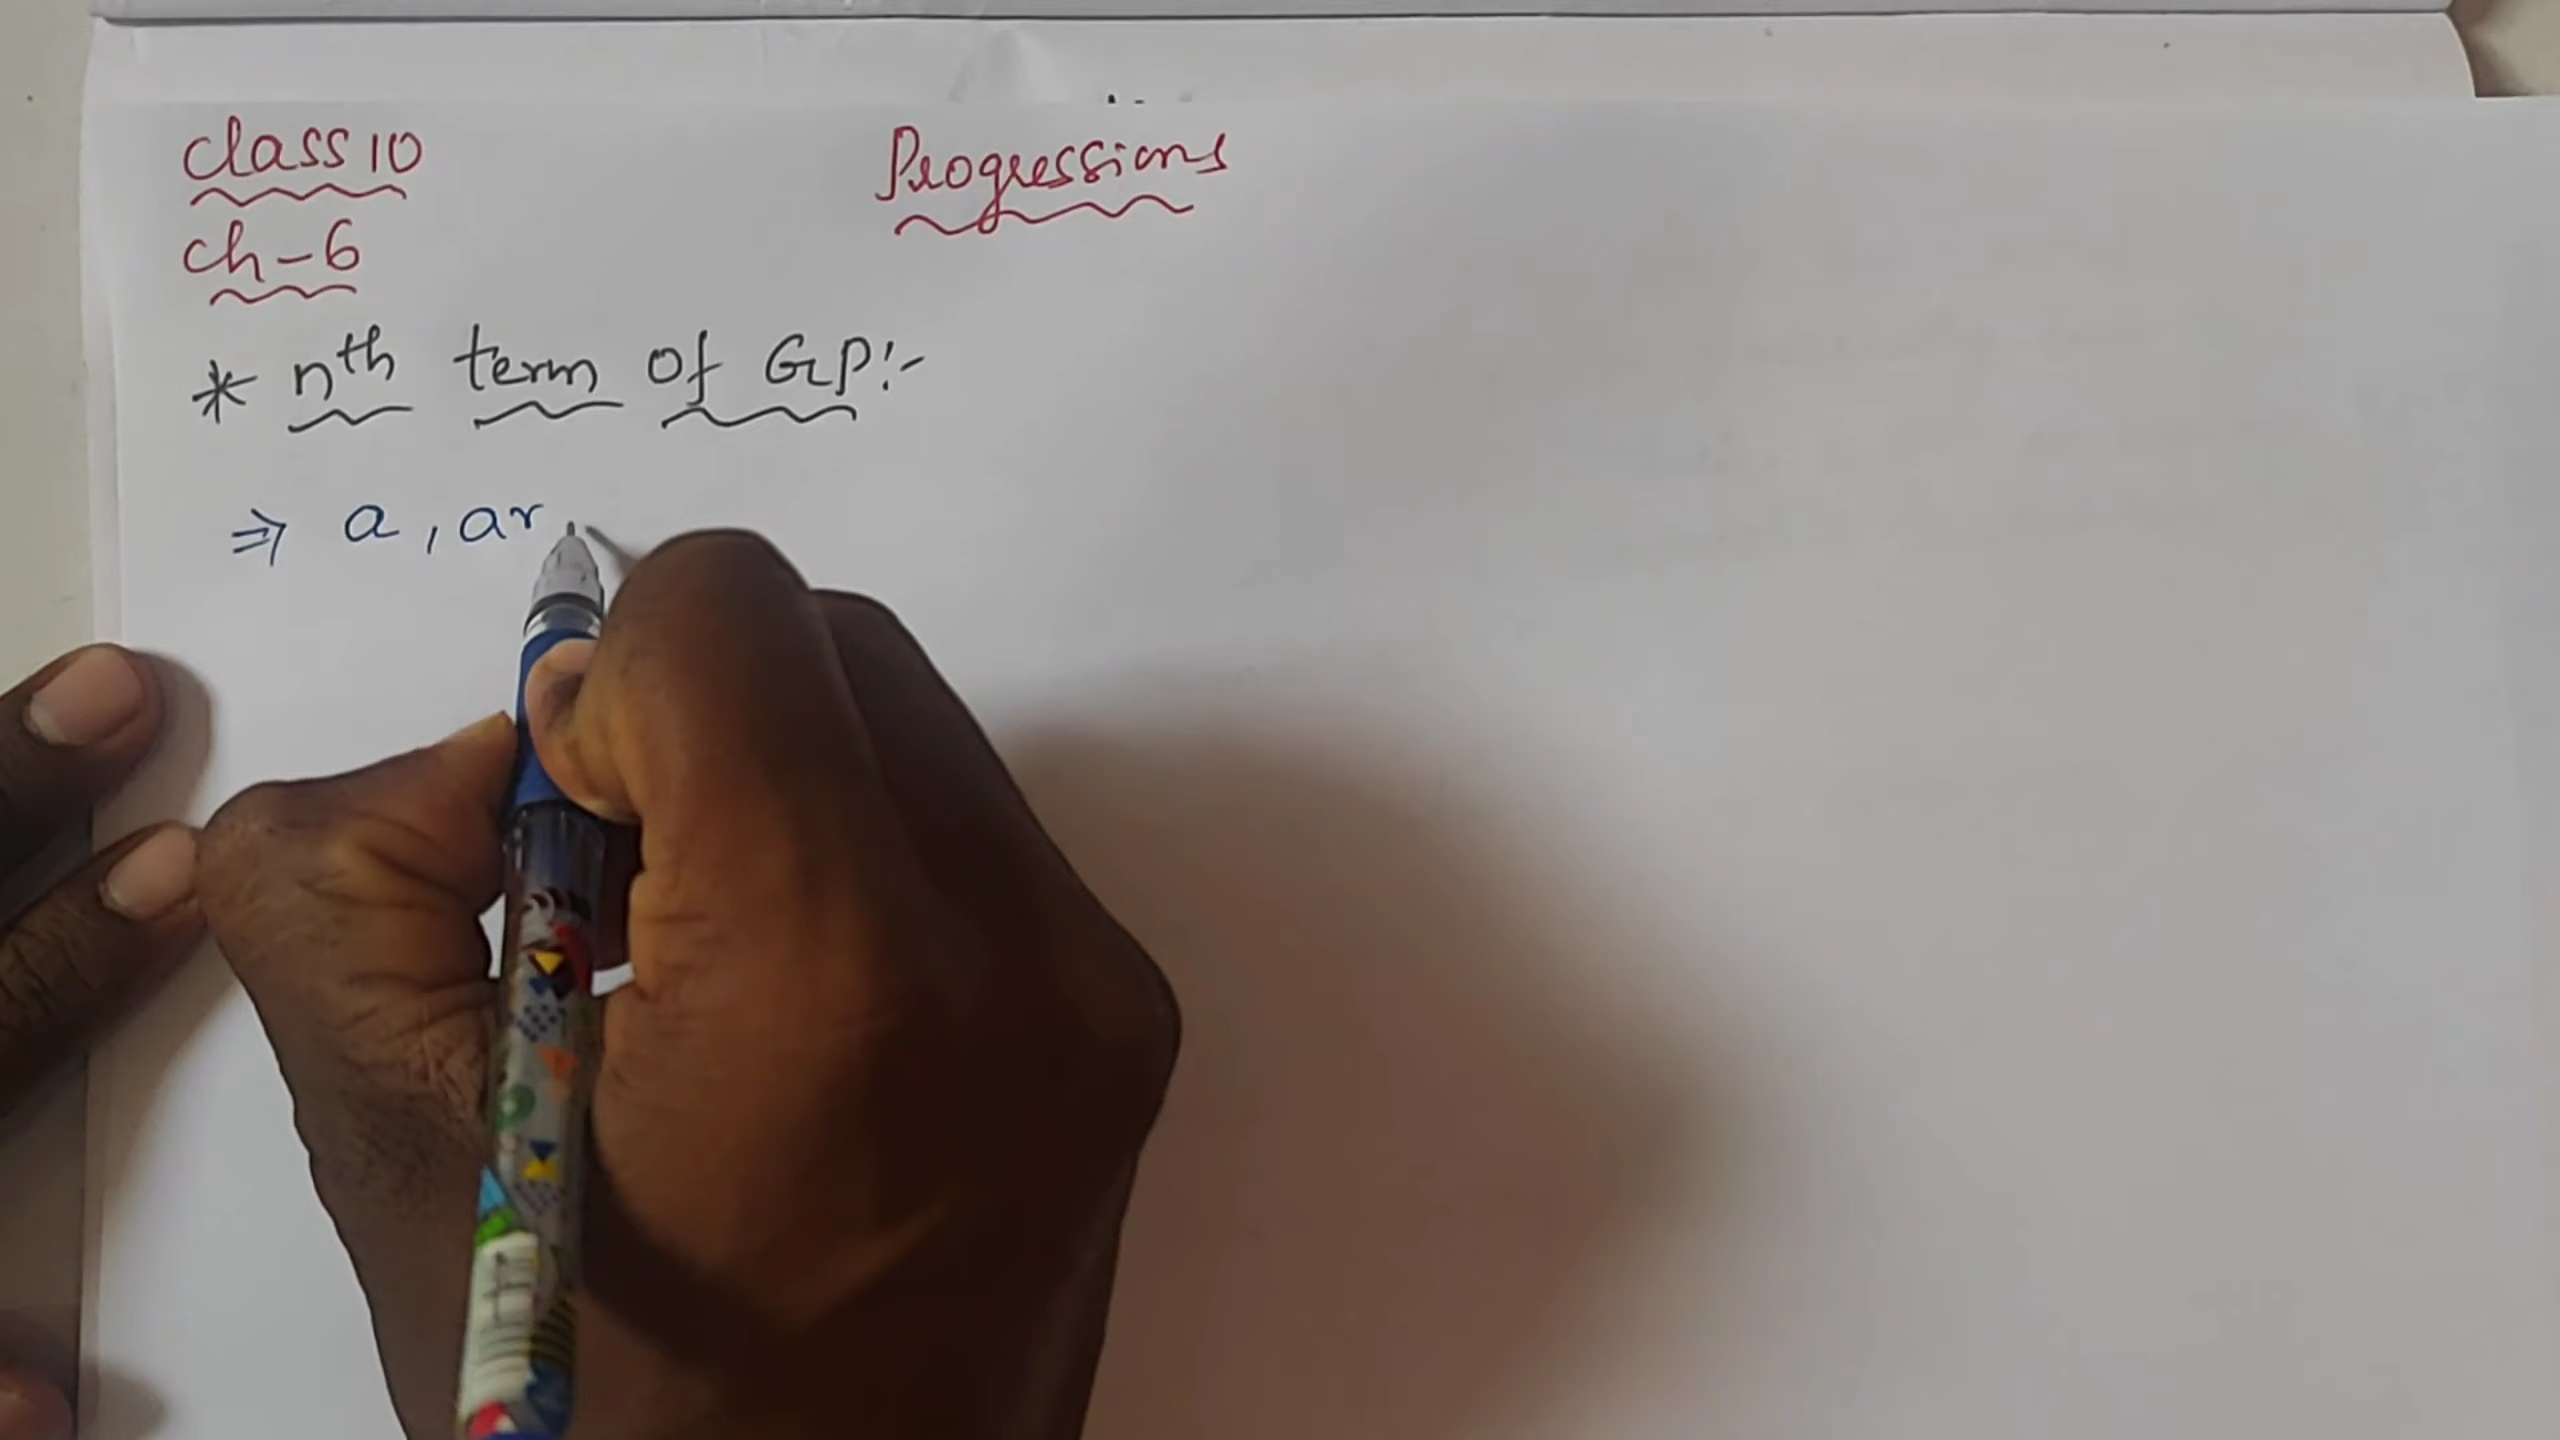 class 10
Progressions
ch-6
* nth term of GP:-
⇒ a, ar